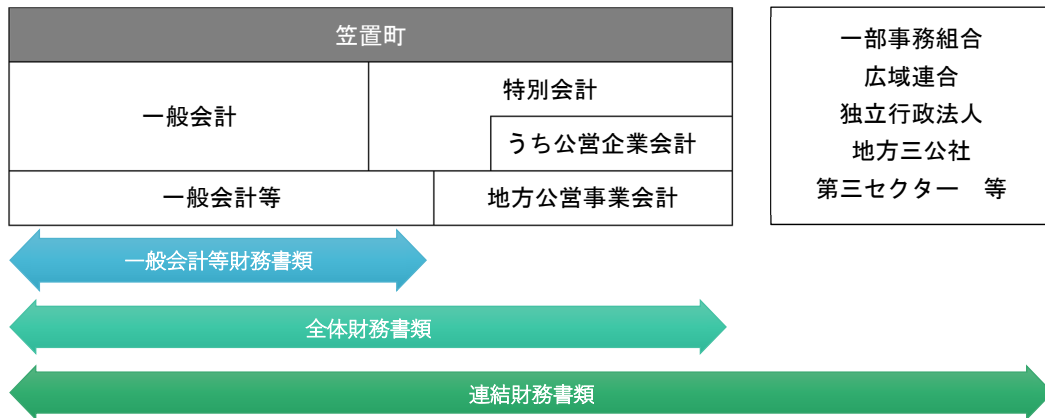 笠置町
一般会計
特別会計
うち公営企業会計
一般会計等
地方公営事業会計
一部事務組合
広域連合
独立行政法人
地方三公社
第三セクター　等
一般会計等財務書類
全体財務書類
連結財務書類